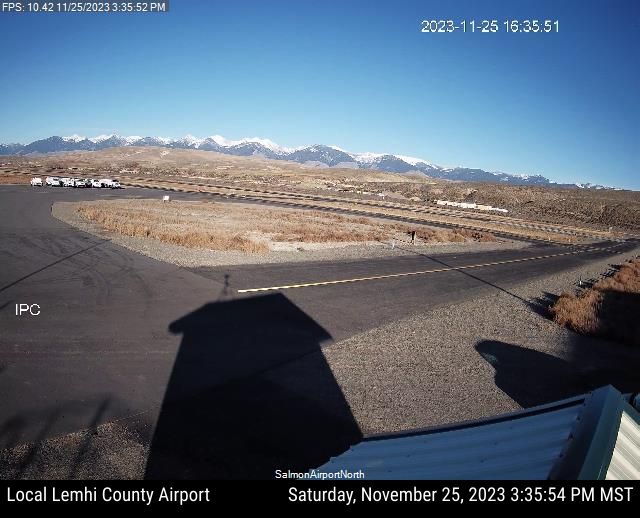 FPS: 10.42 11/25/2023 3:35:52 PM
2023-11-25 16:35:51
IPC
SalmonAirportNorth
Local Lemhi County Airport
Saturday, November 25, 2023 3:35:54 PM MST